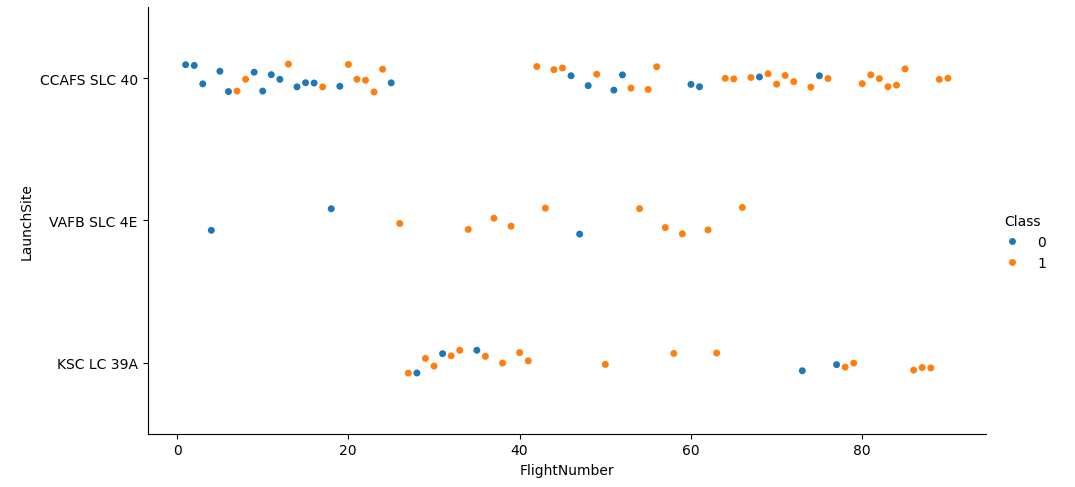 CCAFS SLC 40
VAFB SLC 4E
KSC LC 39A
LaunchSite
0
20
40
60
80
FlightNumber
Class
0
1